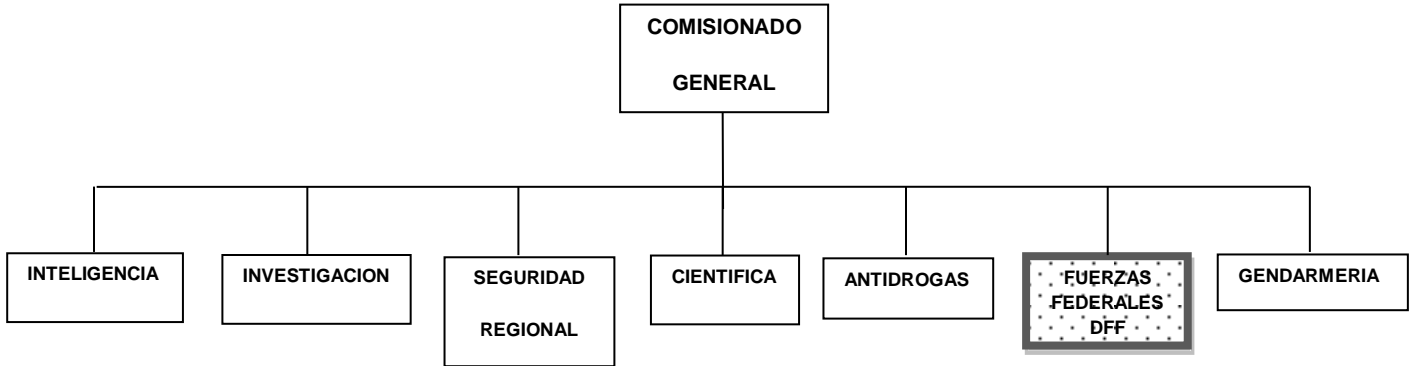 COMISIONADO
GENERAL
INTELIGENCIA
INVESTIGACION
SEGURIDAD
REGIONAL
CIENTIFICA
ANTIDROGAS
FUERZAS
FEDERALES
DFF
GENDARMERIA